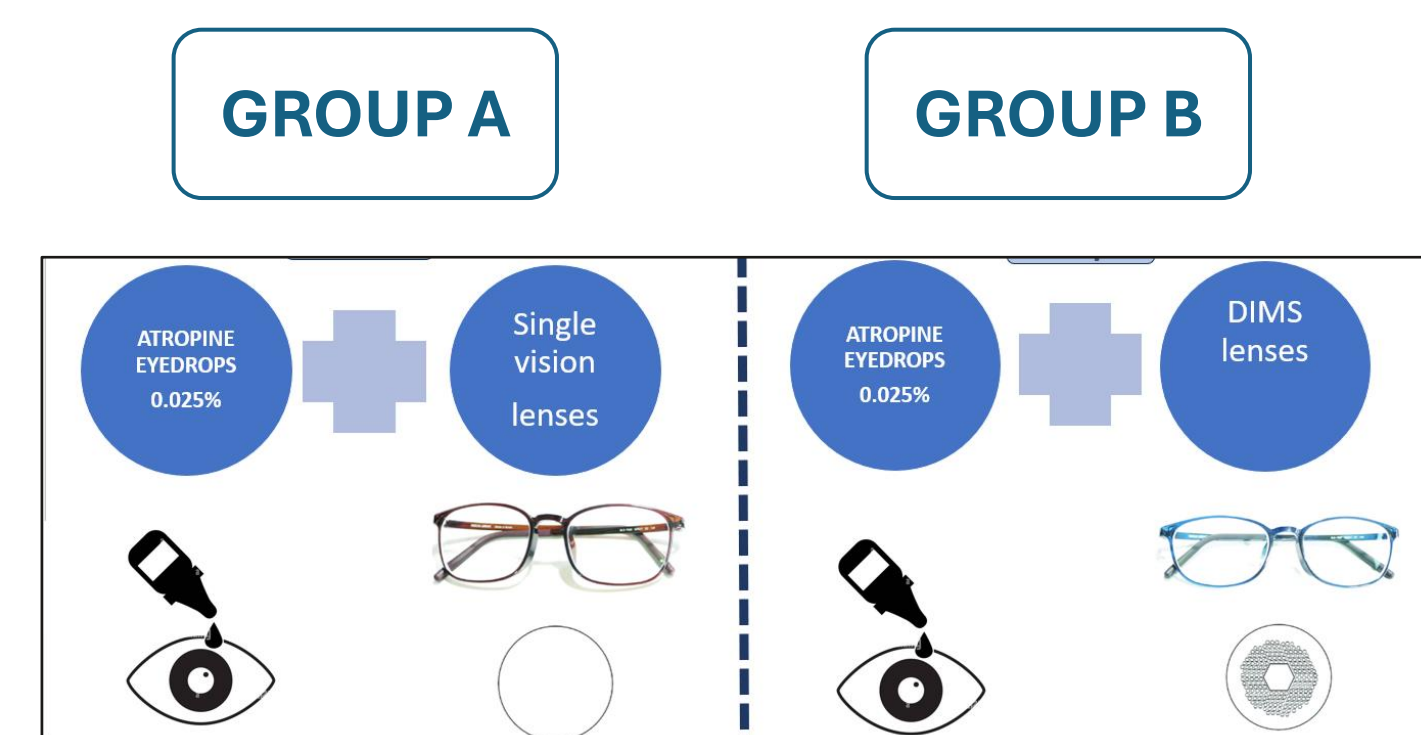 GROUP A
GROUP B
ATROPINE
EYEDROPS
0.025%
Single
vision
lenses
ATROPINE
EYEDROPS
0.025%
DIMS
lenses